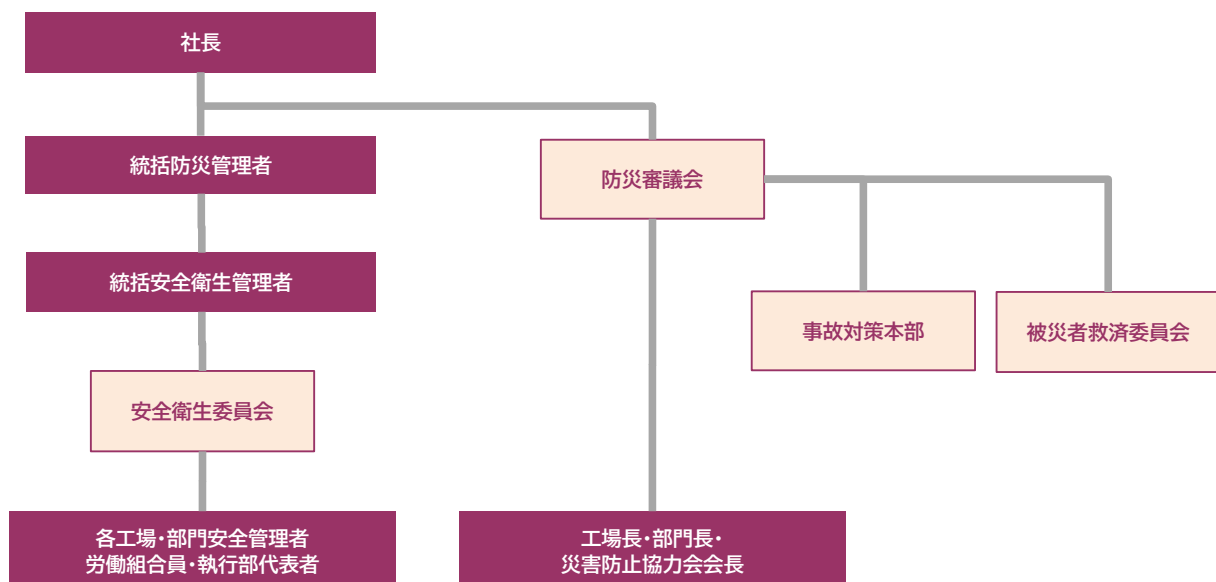 社長
統括防災管理者
防災審議会
統括安全衛生管理者
事故対策本部
被災者救済委員会
安全衛生委員会
各工場・部門安全管理者
労働組合員・執行部代表者
工場長・部門長・
災害防止協力会会長